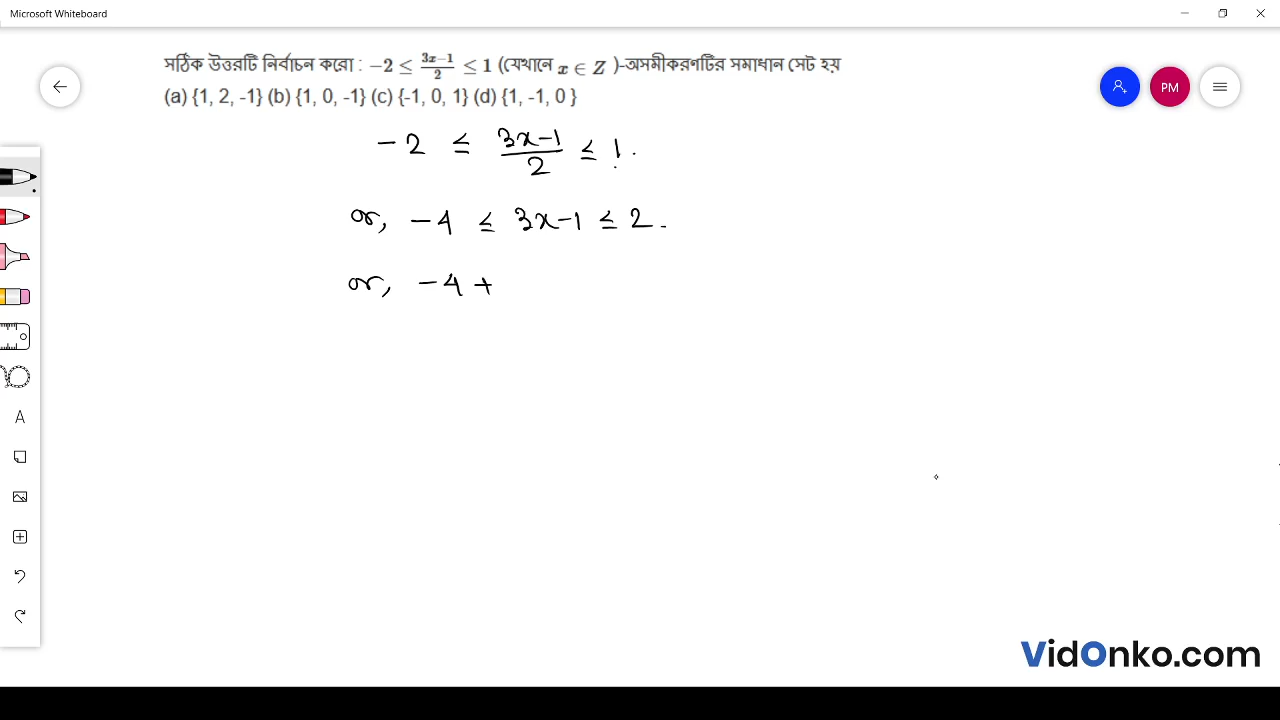 Microsoft Whiteboard
সঠিক উত্তরটি নির্বাচন করো : −2 ≤ (3x−1)/2 ≤ 1 (যেখানে x ∈ Z )-অসমীকরণটির সমাধান সেট হয়
(a) {1, 2, -1} (b) {1, 0, -1} (c) {-1, 0, 1} (d) {1, -1, 0 }
PM
-2 ≤ (3x-1)/2 ≤ 1.
or, -4 ≤ 3x-1 ≤ 2.
or, -4 +
A
VidOnko.com